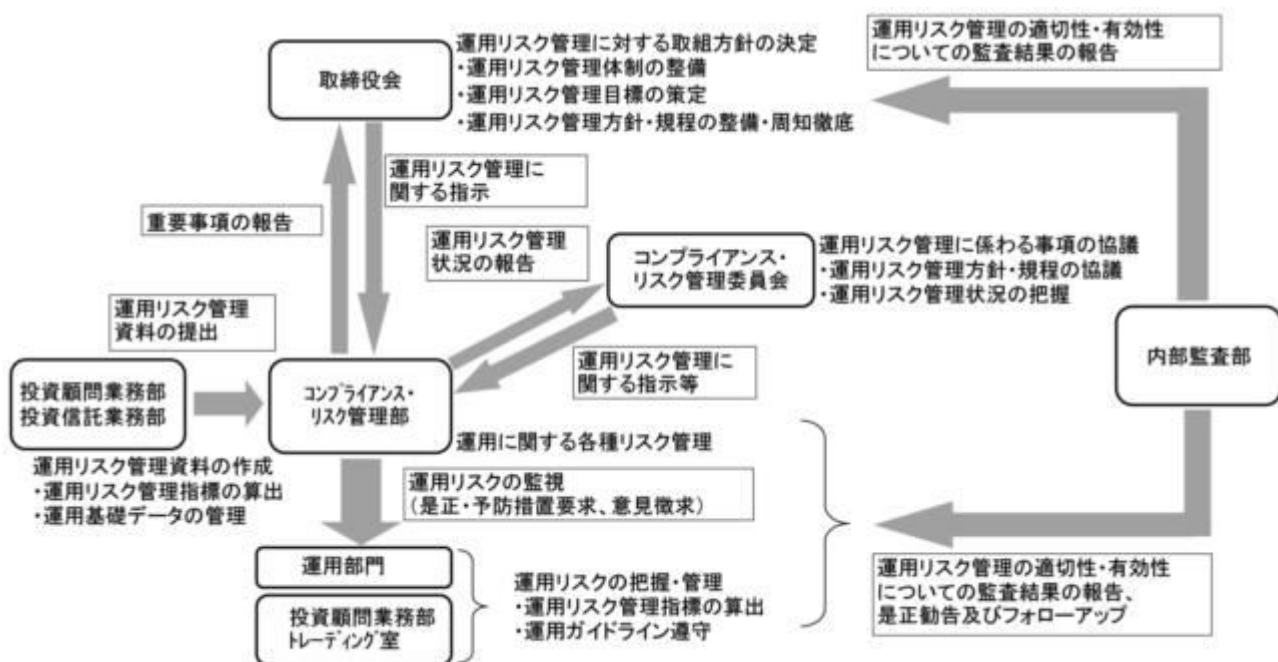 取締役会
運用リスク管理に対する取組方針の決定
・運用リスク管理体制の整備
・運用リスク管理目標の策定
・運用リスク管理方針・規程の整備・周知徹底
運用リスク管理の適切性・有効性
についての監査結果の報告
運用リスク管理に
関する指示
重要事項の報告
運用リスク管理
状況の報告
コンプライアンス・
リスク管理委員会
運用リスク管理に係わる事項の協議
・運用リスク管理方針・規程の協議
・運用リスク管理状況の把握
運用リスク管理
資料の提出
運用リスク管理に
関する指示等
内部監査部
投資顧問業務部
投資信託業務部
コンプライアンス・
リスク管理部
運用に関する各種リスク管理
運用リスク管理資料の作成
・運用リスク管理指標の算出
・運用基礎データの管理
運用リスクの監視
(是正・予防措置要求、意見徴求)
運用部門
投資顧問業務部
トレーディング室
運用リスクの把握・管理
・運用リスク管理指標の算出
・運用ガイドライン遵守
運用リスク管理の適切性・有効性
についての監査結果の報告、
是正勧告及びフォローアップ